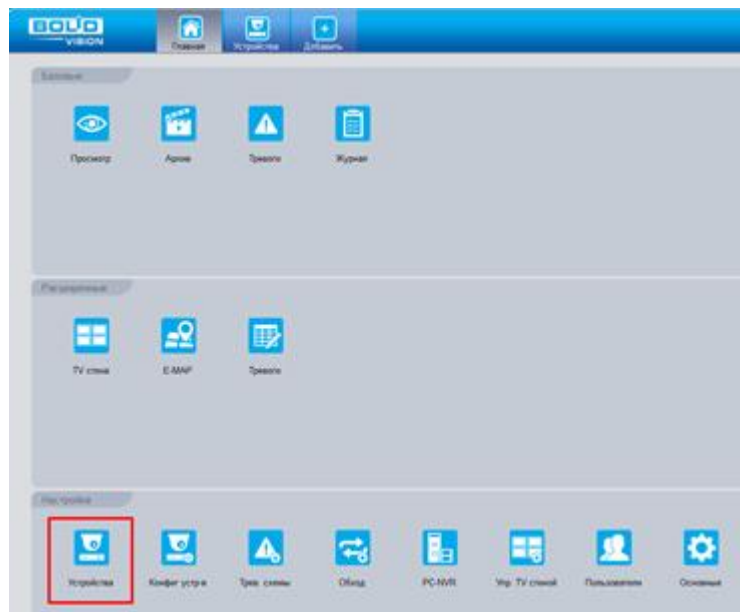 BOLID
VISION
Главная Устройства Добавить
Базовые
Просмотр Архив Тревоги Журнал
Расширенные
TV стена E-MAP Тревоги
Настройка
Устройства Конфиг устр-в Трев. схемы Обход PC-NVR Упр. TV стеной Пользователи Основные